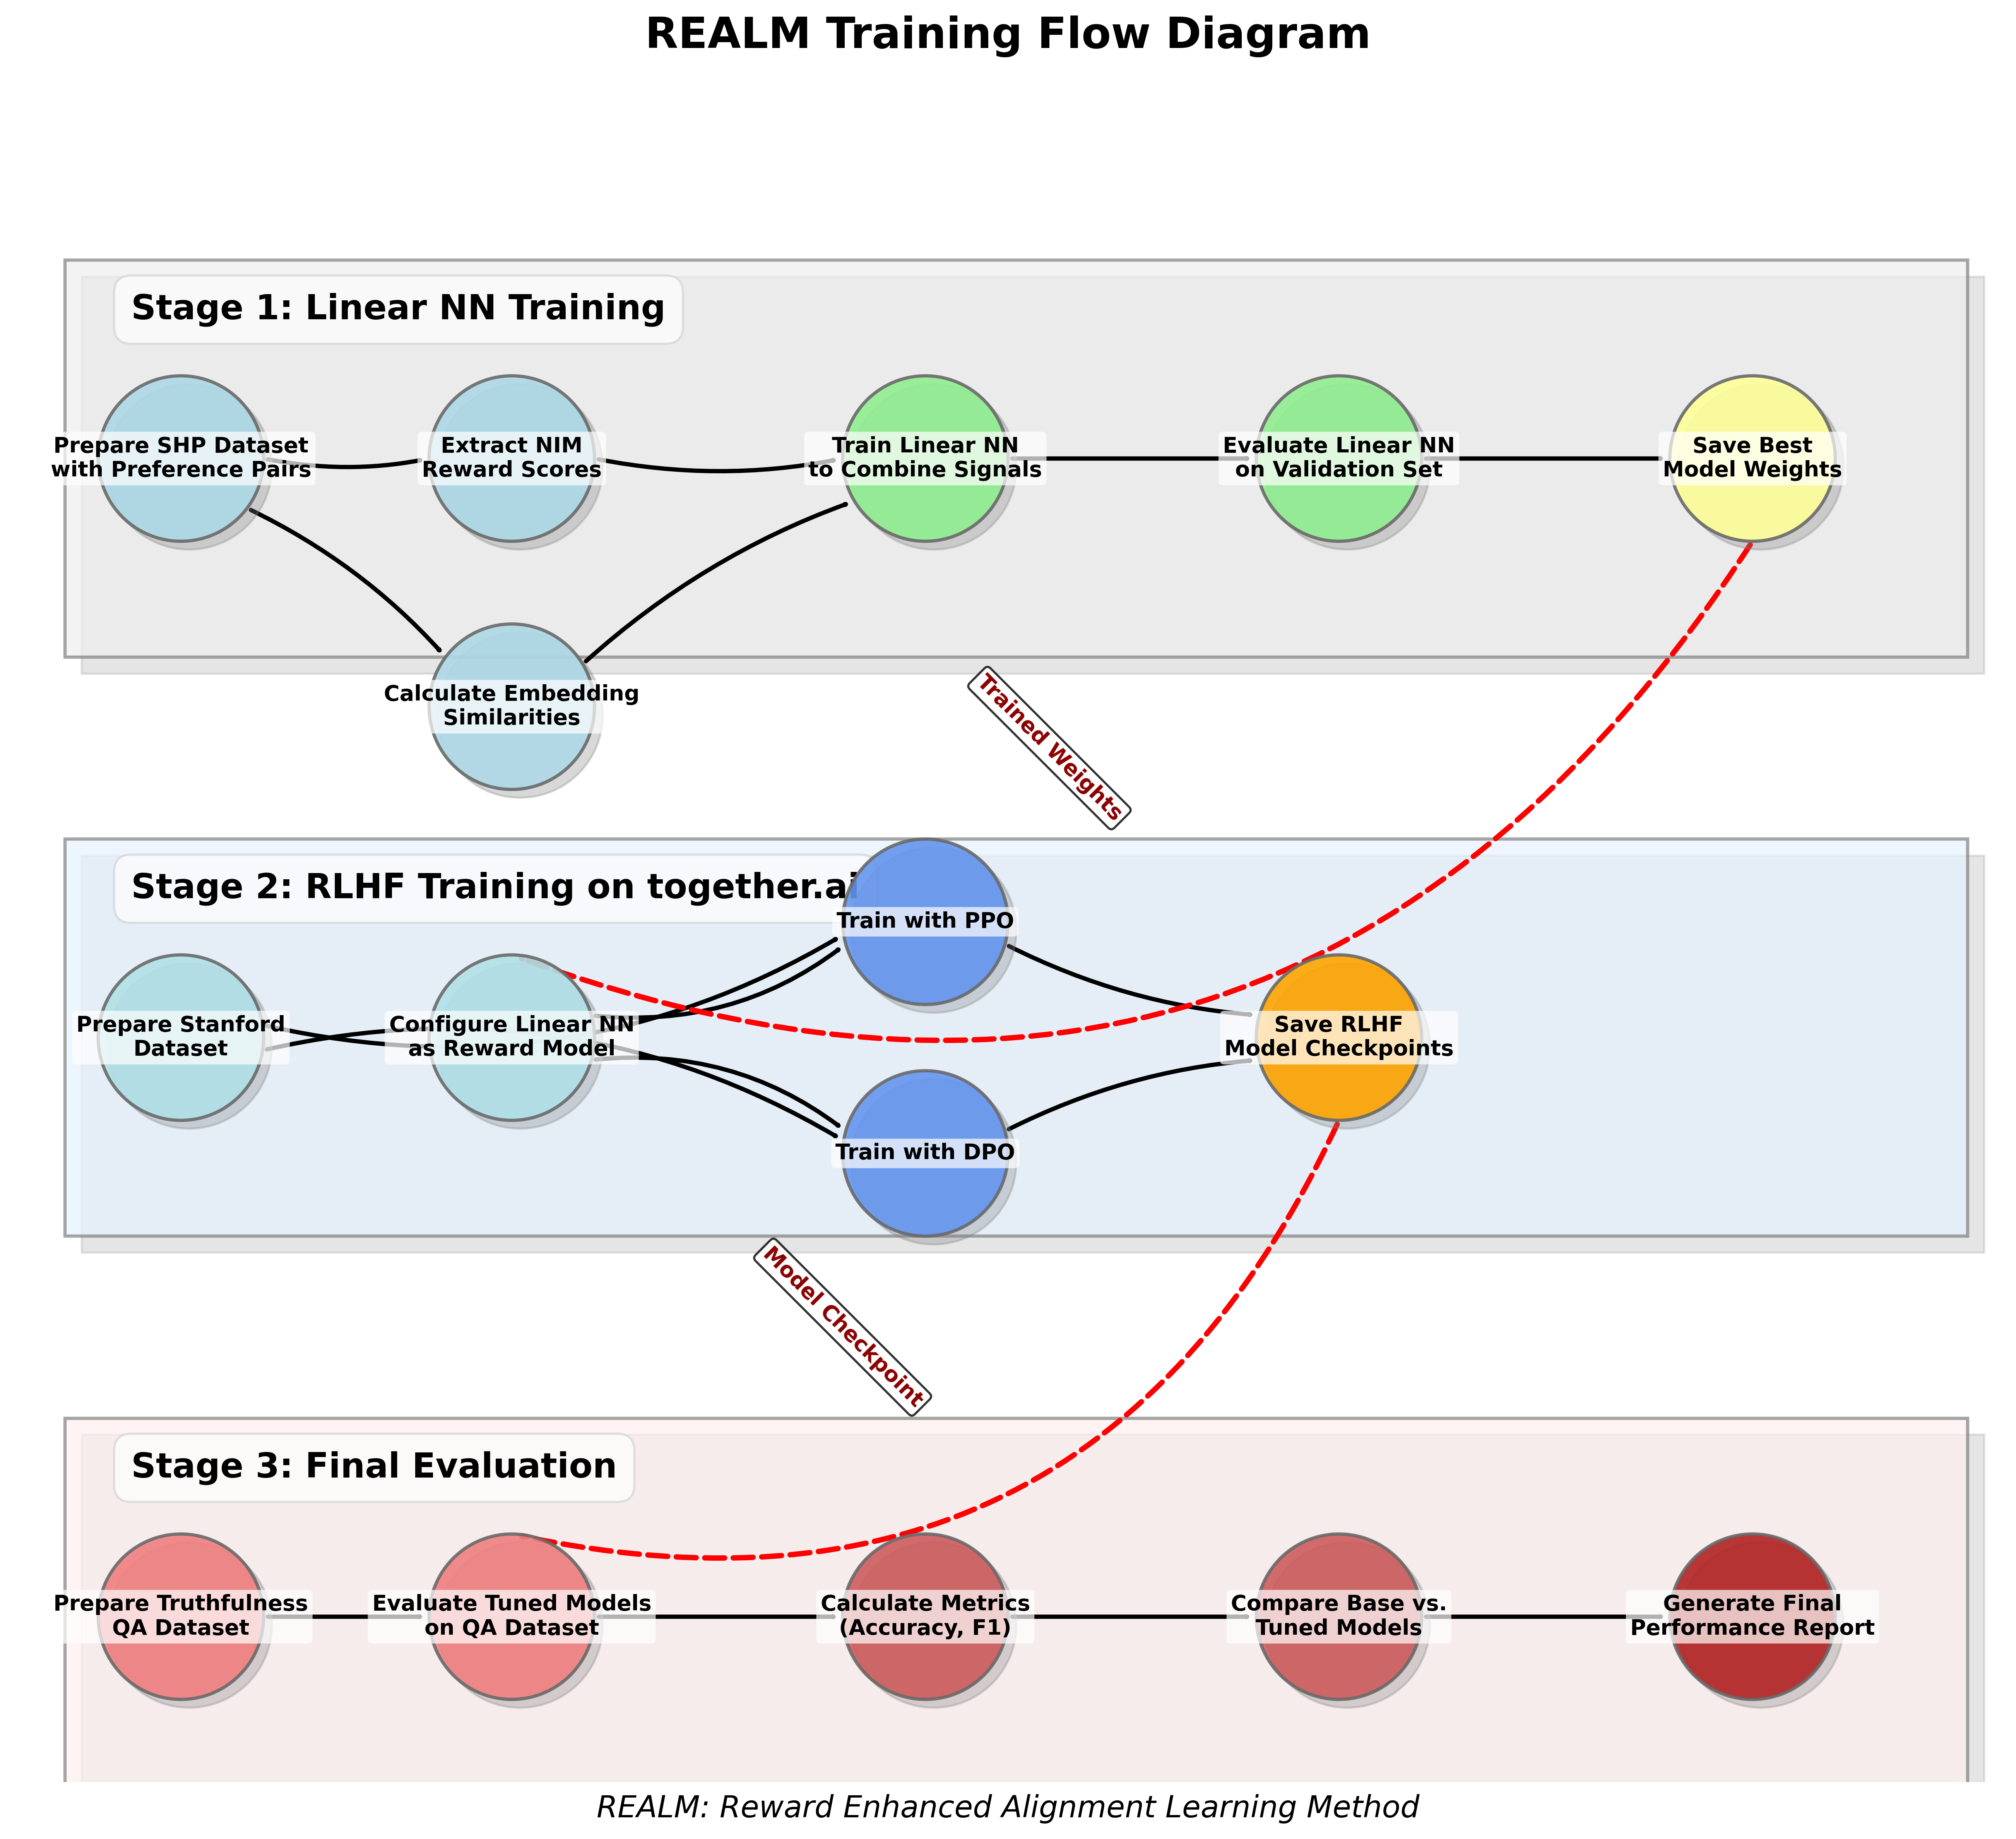 REALM Training Flow Diagram
Stage 1: Linear NN Training
Prepare SHP Dataset
with Preference Pairs
Extract NIM
Reward Scores
Train Linear NN
to Combine Signals
Evaluate Linear NN
on Validation Set
Save Best
Model Weights
Calculate Embedding
Similarities
Trained Weights
Stage 2: RLHF Training on together.ai
Train with PPO
Prepare Stanford
Dataset
Configure Linear NN
as Reward Model
Save RLHF
Model Checkpoints
Train with DPO
Model Checkpoint
Stage 3: Final Evaluation
Prepare Truthfulness
QA Dataset
Evaluate Tuned Models
on QA Dataset
Calculate Metrics
(Accuracy, F1)
Compare Base vs.
Tuned Models
Generate Final
Performance Report
REALM: Reward Enhanced Alignment Learning Method